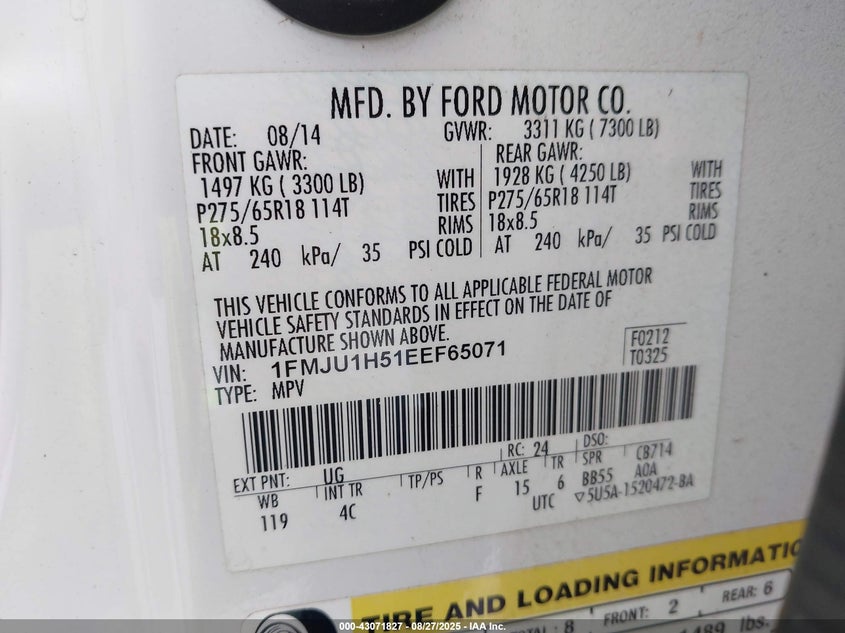 MFD. BY FORD MOTOR CO.
DATE: 08/14 GVWR: 3311 KG ( 7300 LB)
FRONT GAWR: REAR GAWR:
1497 KG ( 3300 LB) WITH 1928 KG ( 4250 LB) WITH
P275/65R18 114T TIRES P275/65R18 114T TIRES
18x8.5 RIMS 18x8.5 RIMS
AT 240 kPa/ 35 PSI COLD AT 240 kPa/ 35 PSI COLD
THIS VEHICLE CONFORMS TO ALL APPLICABLE FEDERAL MOTOR
VEHICLE SAFETY STANDARDS IN EFFECT ON THE DATE OF
MANUFACTURE SHOWN ABOVE.
VIN: 1FMJU1H51EEF65071 F0212
TYPE: MPV T0325
EXT PNT: UG RC: 24 DSO:
WB INT TR TP/PS R AXLE TR SPR CB714
119 4C F 15 6 BB55 A0A
UTC ▽5U5A-1520472-BA
TIRE AND LOADING INFORMATIO
TOTAL: 8 FRONT: 2 REAR: 6
489 lbs.
000-43071827 - 08/27/2025 - IAAI Corp.